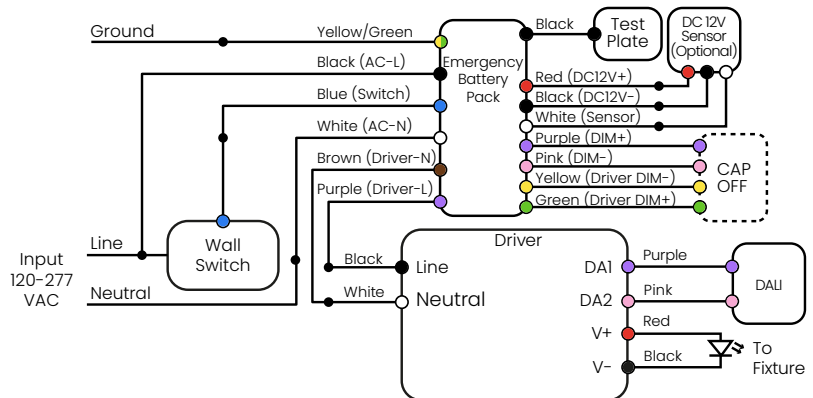 Ground
Yellow/Green
Black (AC-L)
Blue (Switch)
White (AC-N)
Brown (Driver-N)
Purple (Driver-L)
Emergency
Battery
Pack
Black
Test
Plate
DC 12V
Sensor
(Optional)
Red (DC12V+)
Black (DC12V-)
White (Sensor)
Purple (DIM+)
Pink (DIM-)
Yellow (Driver DIM-)
Green (Driver DIM+)
CAP
OFF
Input
120-277
VAC
Line
Neutral
Wall
Switch
Driver
Black
Line
White
Neutral
DA1
Purple
DA2
Pink
DALI
V+
Red
V-
Black
To
Fixture